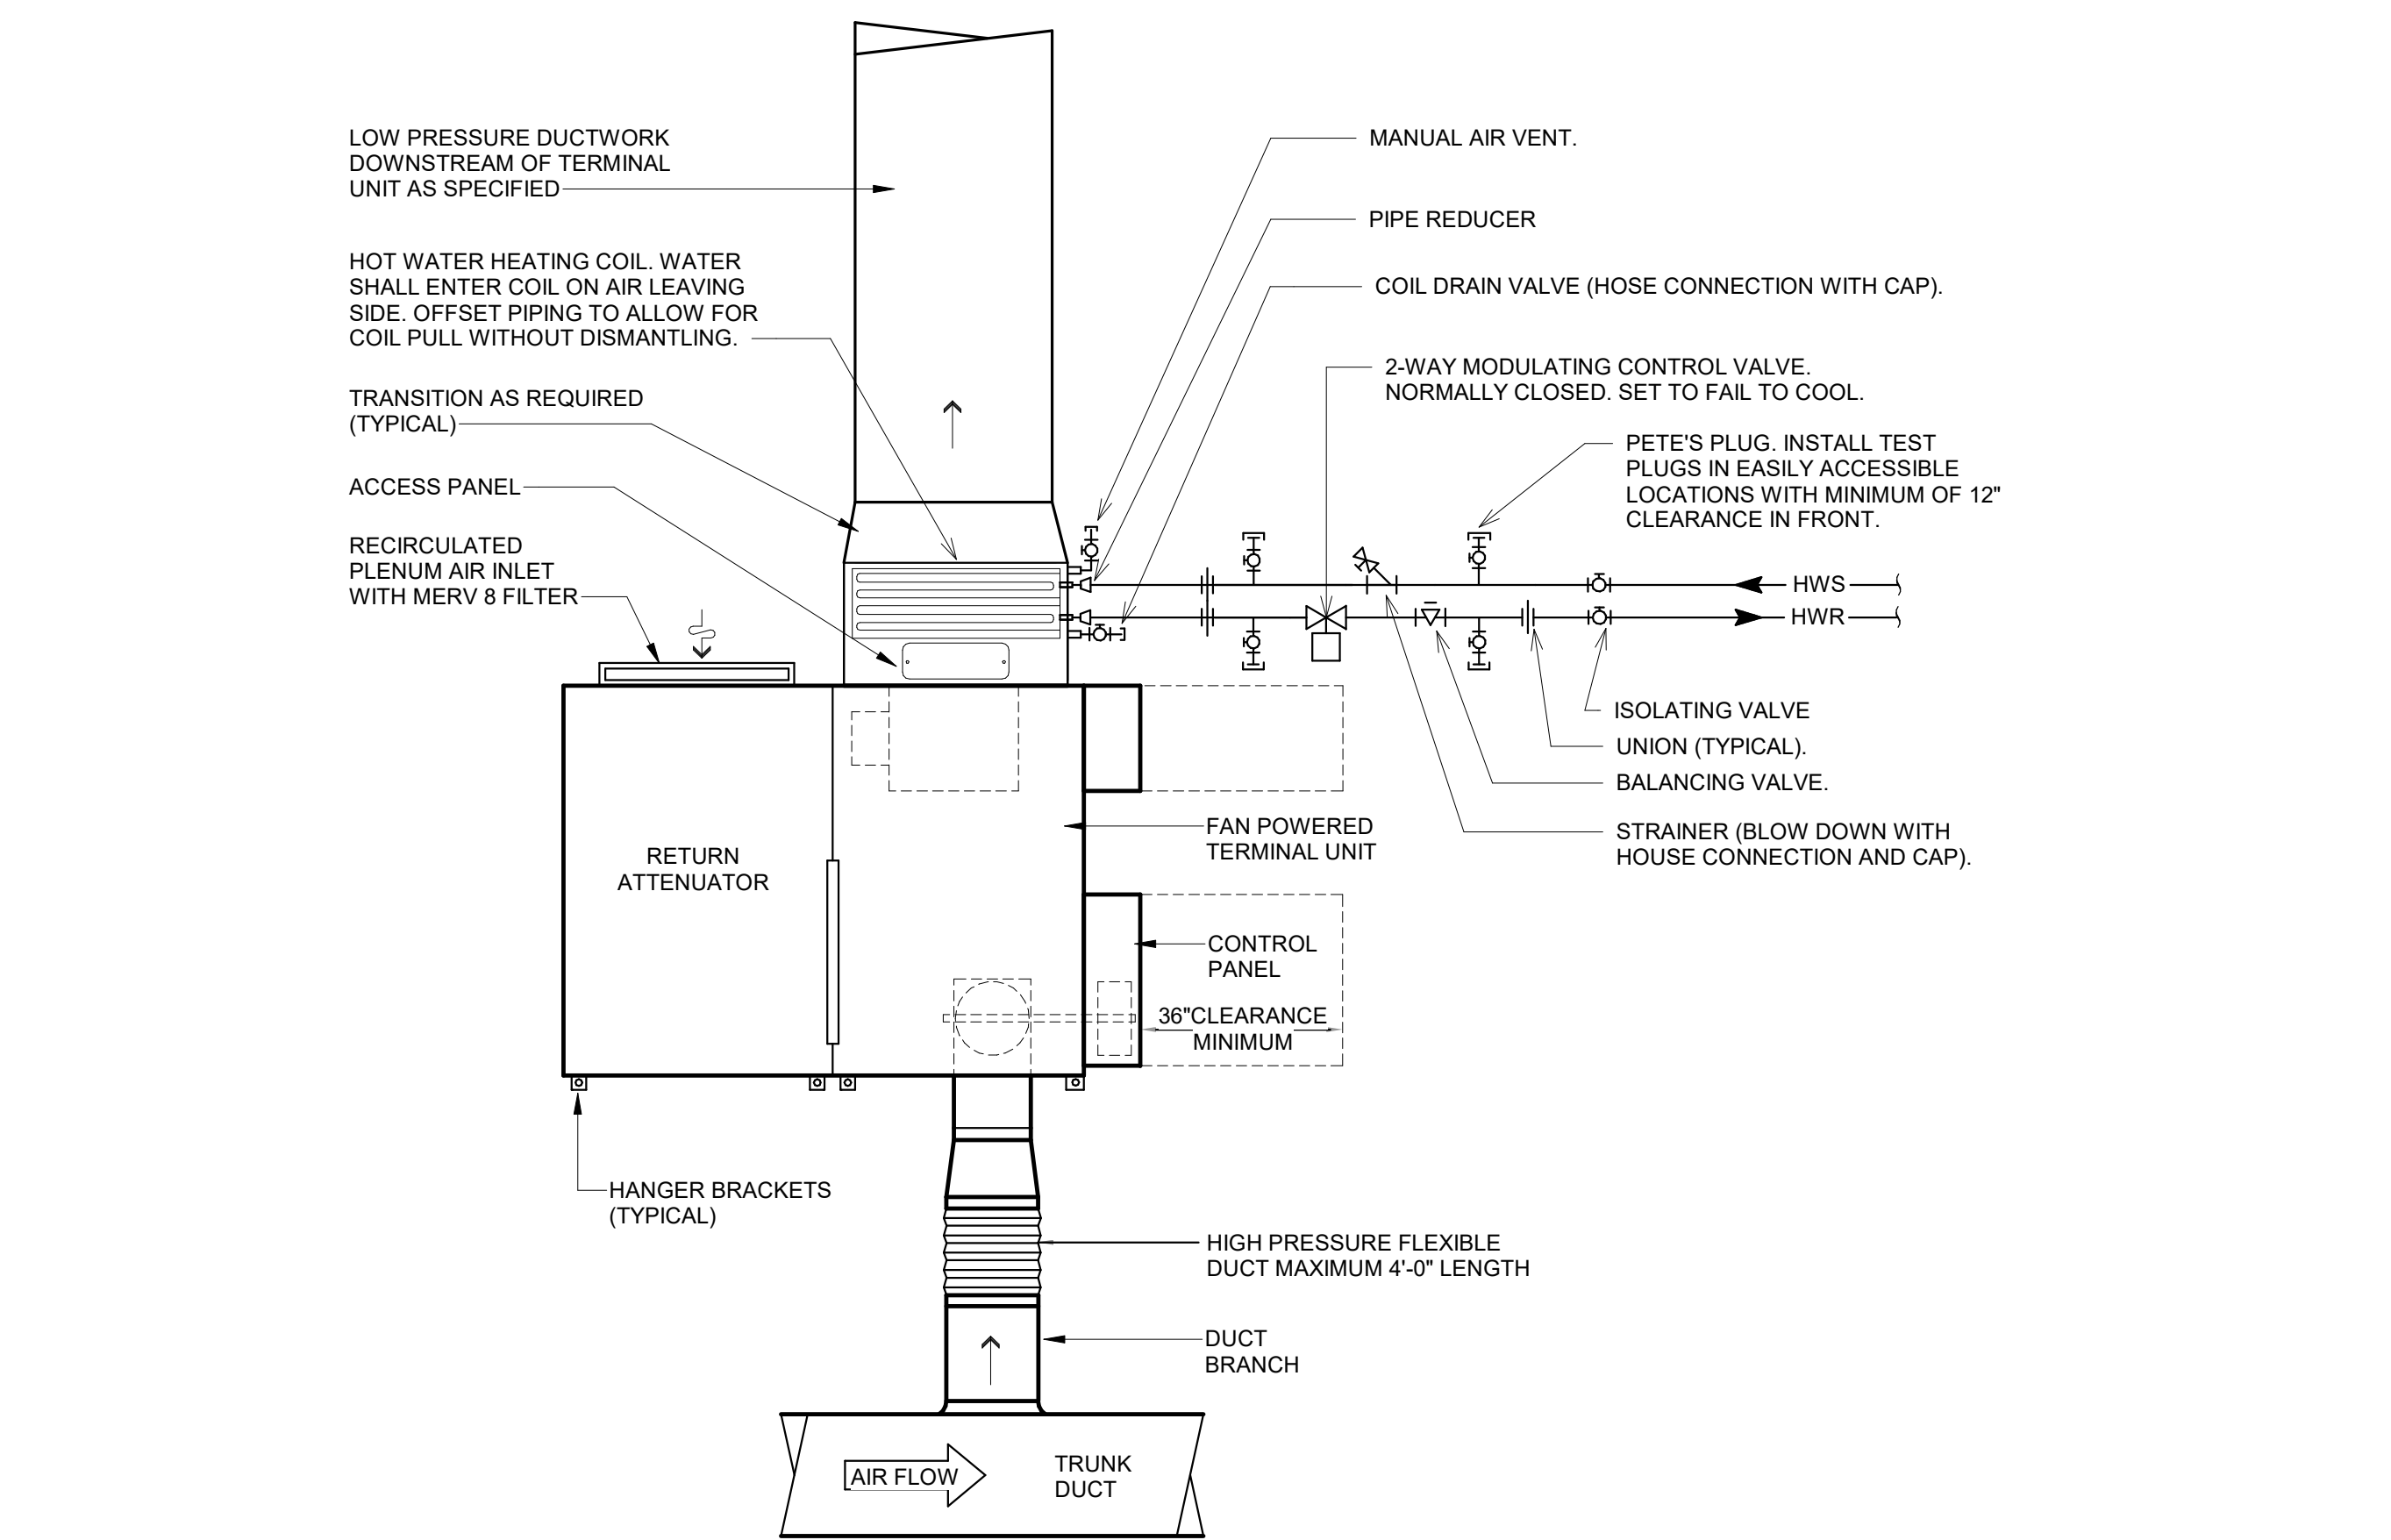 LOW PRESSURE DUCTWORK
DOWNSTREAM OF TERMINAL
UNIT AS SPECIFIED
HOT WATER HEATING COIL. WATER
SHALL ENTER COIL ON AIR LEAVING
SIDE. OFFSET PIPING TO ALLOW FOR
COIL PULL WITHOUT DISMANTLING.
TRANSITION AS REQUIRED
(TYPICAL)
ACCESS PANEL
RECIRCULATED
PLENUM AIR INLET
WITH MERV 8 FILTER
MANUAL AIR VENT.
PIPE REDUCER
COIL DRAIN VALVE (HOSE CONNECTION WITH CAP).
2-WAY MODULATING CONTROL VALVE.
NORMALLY CLOSED. SET TO FAIL TO COOL.
PETE'S PLUG. INSTALL TEST
PLUGS IN EASILY ACCESSIBLE
LOCATIONS WITH MINIMUM OF 12"
CLEARANCE IN FRONT.
HWS
HWR
ISOLATING VALVE
UNION (TYPICAL).
BALANCING VALVE.
STRAINER (BLOW DOWN WITH
HOUSE CONNECTION AND CAP).
FAN POWERED
TERMINAL UNIT
RETURN
ATTENUATOR
CONTROL
PANEL
36"CLEARANCE
MINIMUM
HANGER BRACKETS
(TYPICAL)
HIGH PRESSURE FLEXIBLE
DUCT MAXIMUM 4'-0" LENGTH
DUCT
BRANCH
AIR FLOW
TRUNK
DUCT